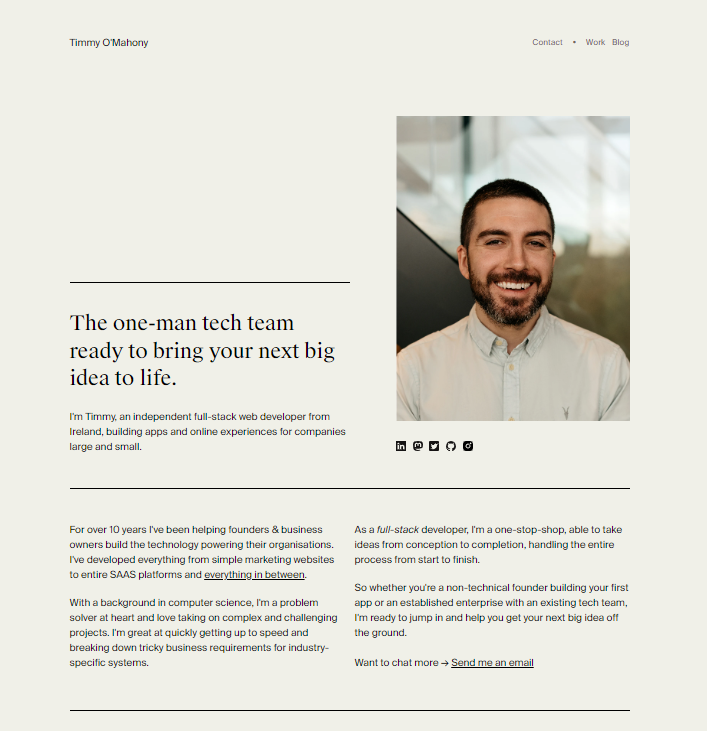 Timmy O'Mahony
Contact • Work Blog
The one-man tech team
ready to bring your next big
idea to life.
I'm Timmy, an independent full-stack web developer from
Ireland, building apps and online experiences for companies
large and small.
For over 10 years I've been helping founders & business
owners build the technology powering their organisations.
I've developed everything from simple marketing websites
to entire SAAS platforms and everything in between.
With a background in computer science, I'm a problem
solver at heart and love taking on complex and challenging
projects. I'm great at quickly getting up to speed and
breaking down tricky business requirements for industry-
specific systems.
As a full-stack developer, I'm a one-stop-shop, able to take
ideas from conception to completion, handling the entire
process from start to finish.
So whether you're a non-technical founder building your first
app or an established enterprise with an existing tech team,
I'm ready to jump in and help you get your next big idea off
the ground.
Want to chat more → Send me an email